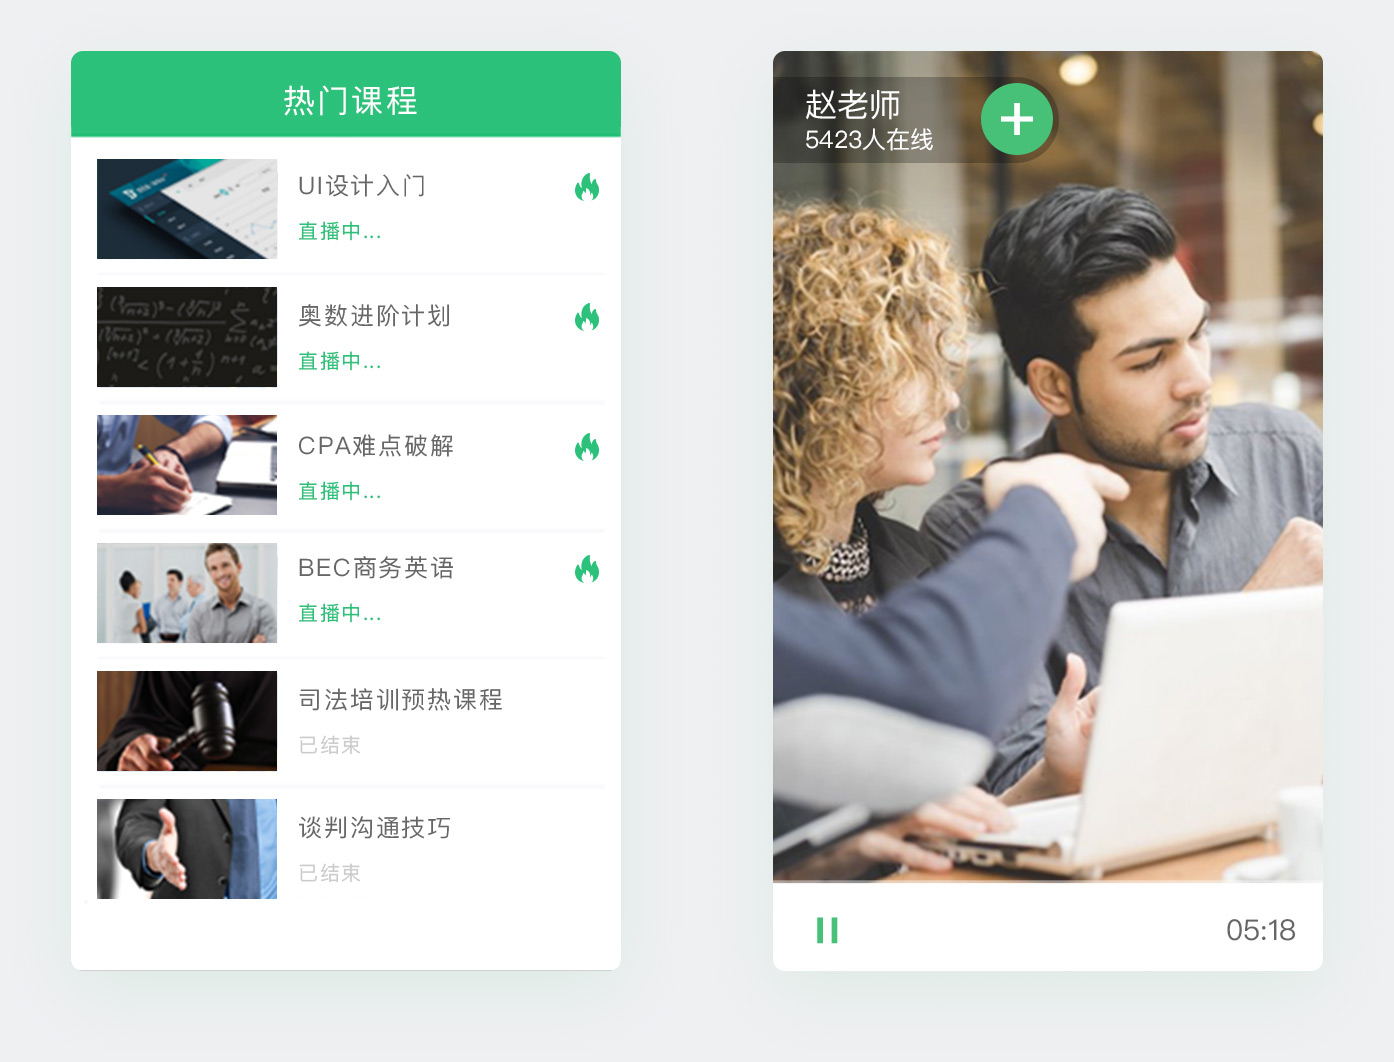 热门课程
UI设计入门
直播中...
奥数进阶计划
直播中...
CPA难点破解
直播中...
BEC商务英语
直播中...
司法培训预热课程
已结束
谈判沟通技巧
已结束
赵老师
5423人在线
05:18